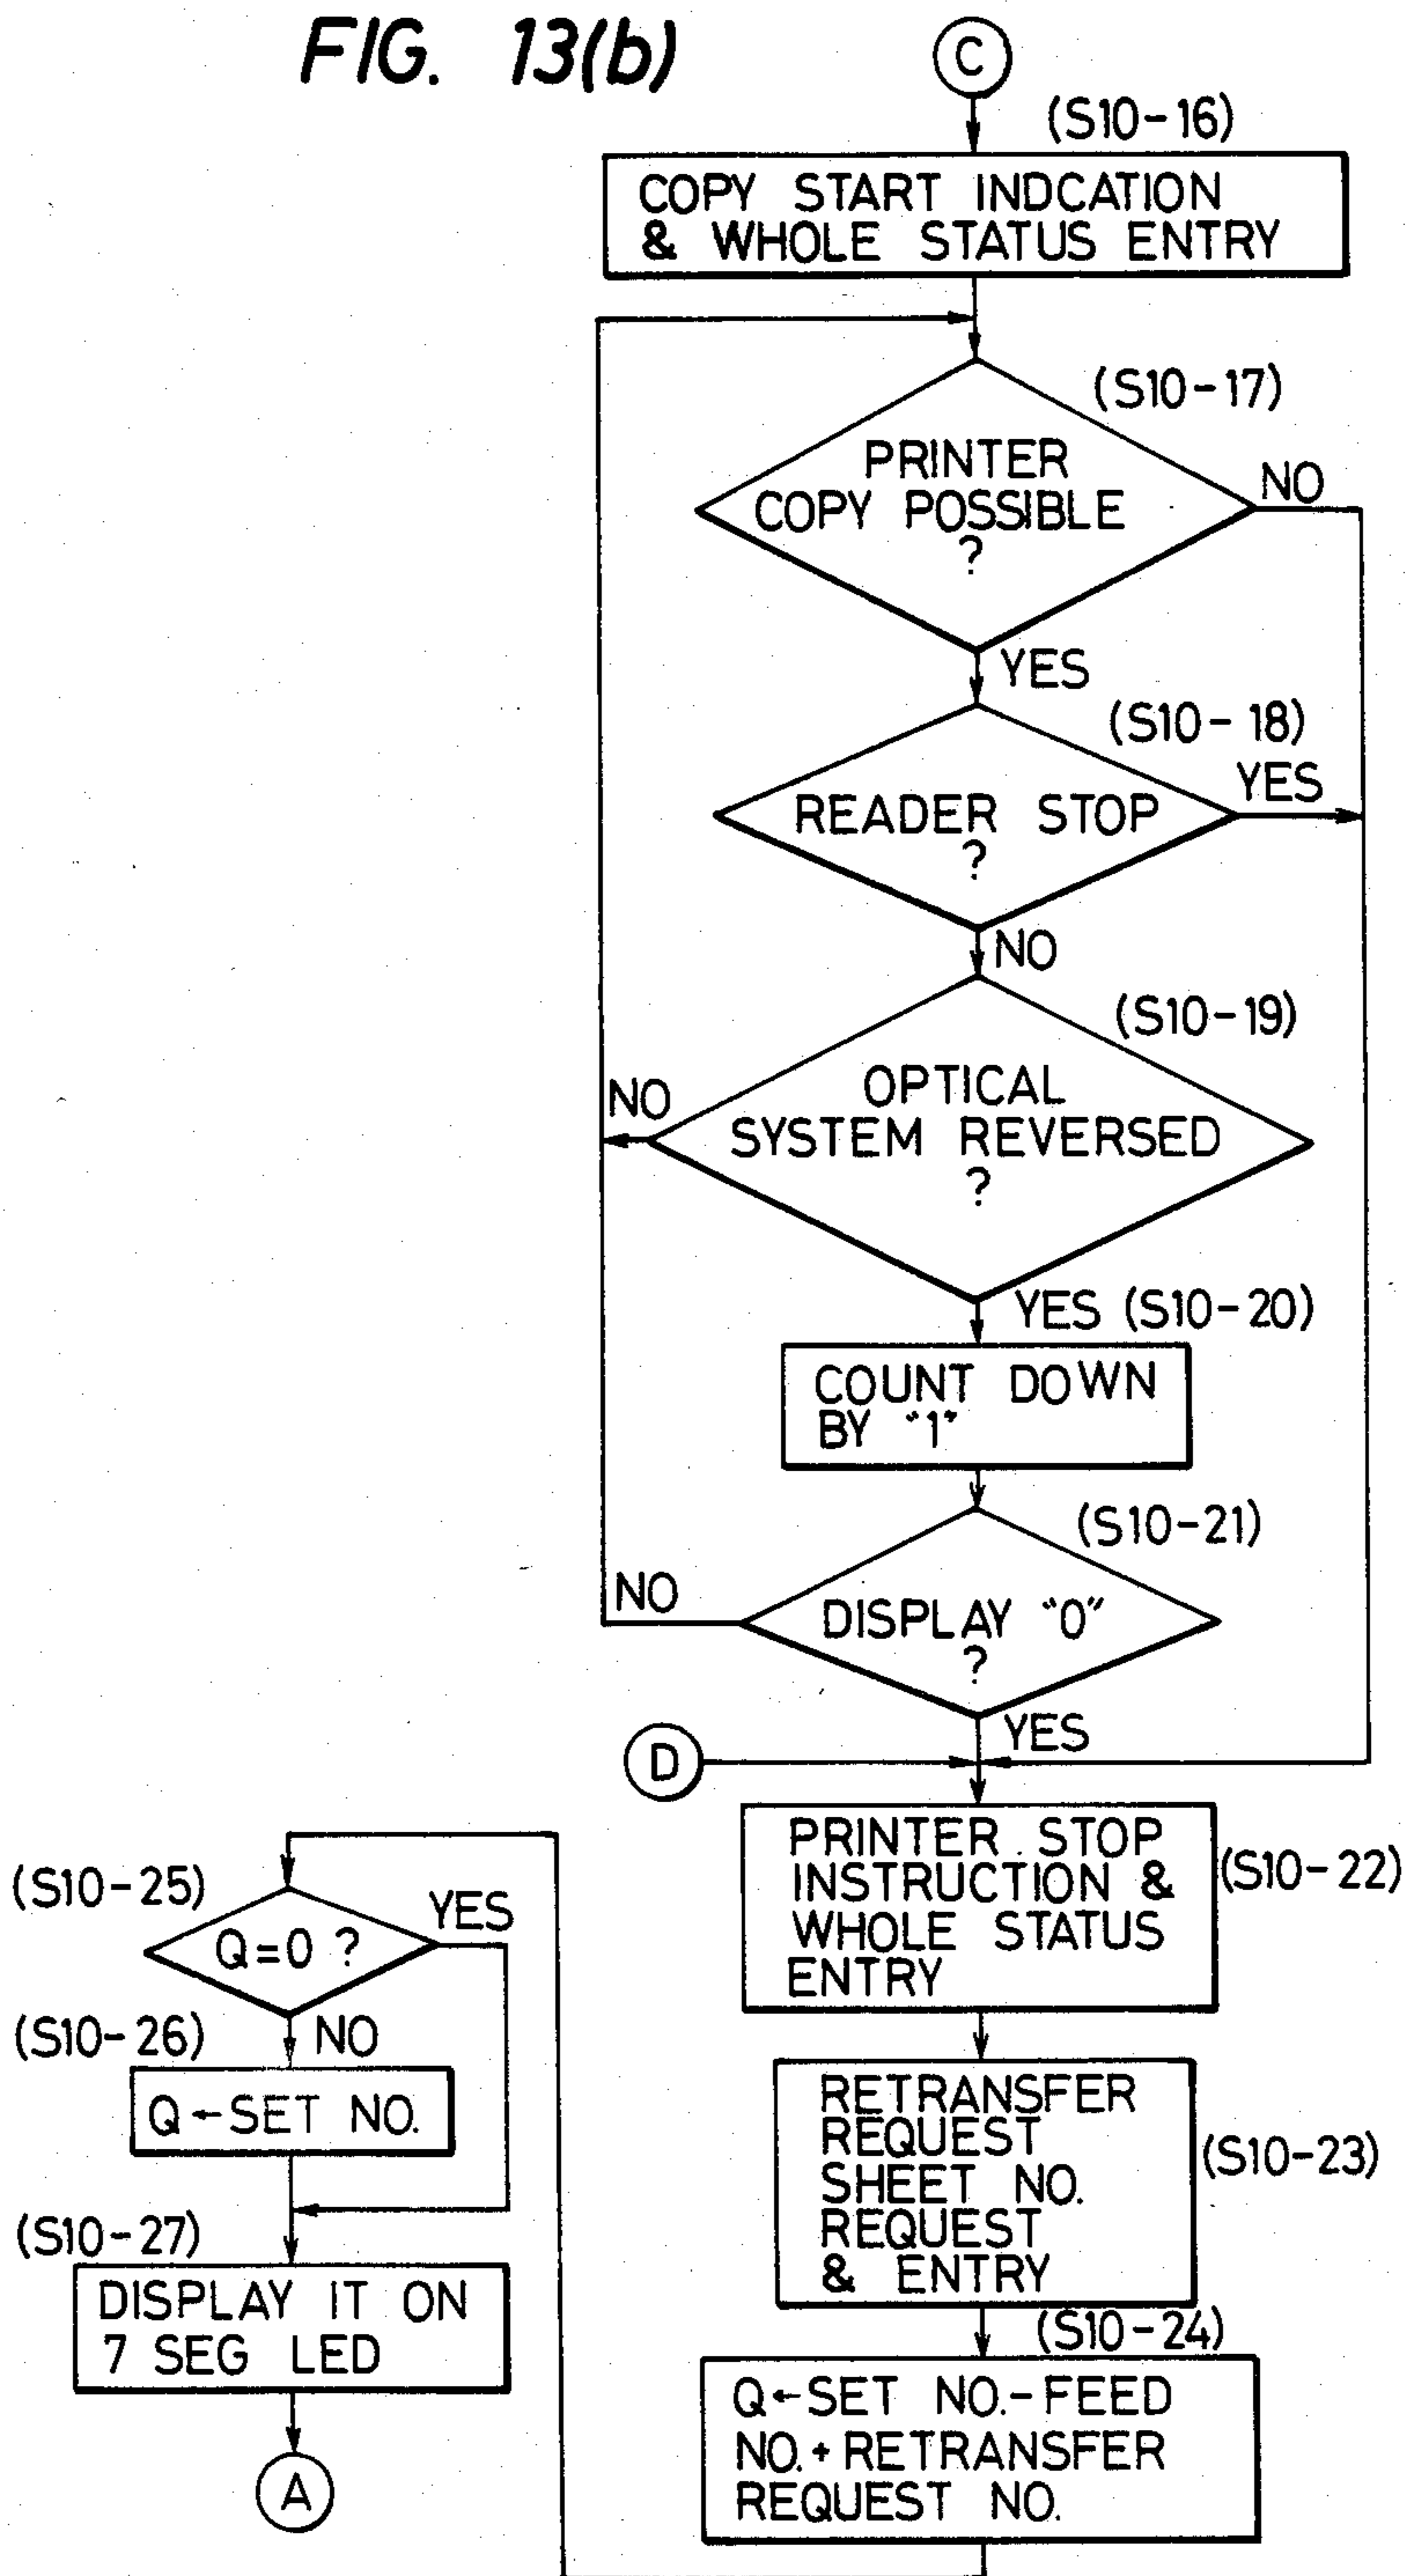 FIG. 13(b)
C
(S10-16)
COPY START INDCATION
& WHOLE STATUS ENTRY
(S10-17)
PRINTER
COPY POSSIBLE
?
NO
YES
(S10-18)
READER STOP
?
YES
NO
(S10-19)
OPTICAL
SYSTEM REVERSED
?
NO
YES (S10-20)
COUNT DOWN
BY "1"
(S10-21)
DISPLAY "0"
?
NO
YES
D
PRINTER STOP
INSTRUCTION &
WHOLE STATUS
ENTRY
(S10-22)
RETRANSFER
REQUEST
SHEET NO.
REQUEST
& ENTRY
(S10-23)
(S10-24)
Q←SET NO.-FEED
NO.+RETRANSFER
REQUEST NO.
(S10-25)
Q=0 ?
YES
(S10-26)
NO
Q←SET NO.
(S10-27)
DISPLAY IT ON
7 SEG LED
A